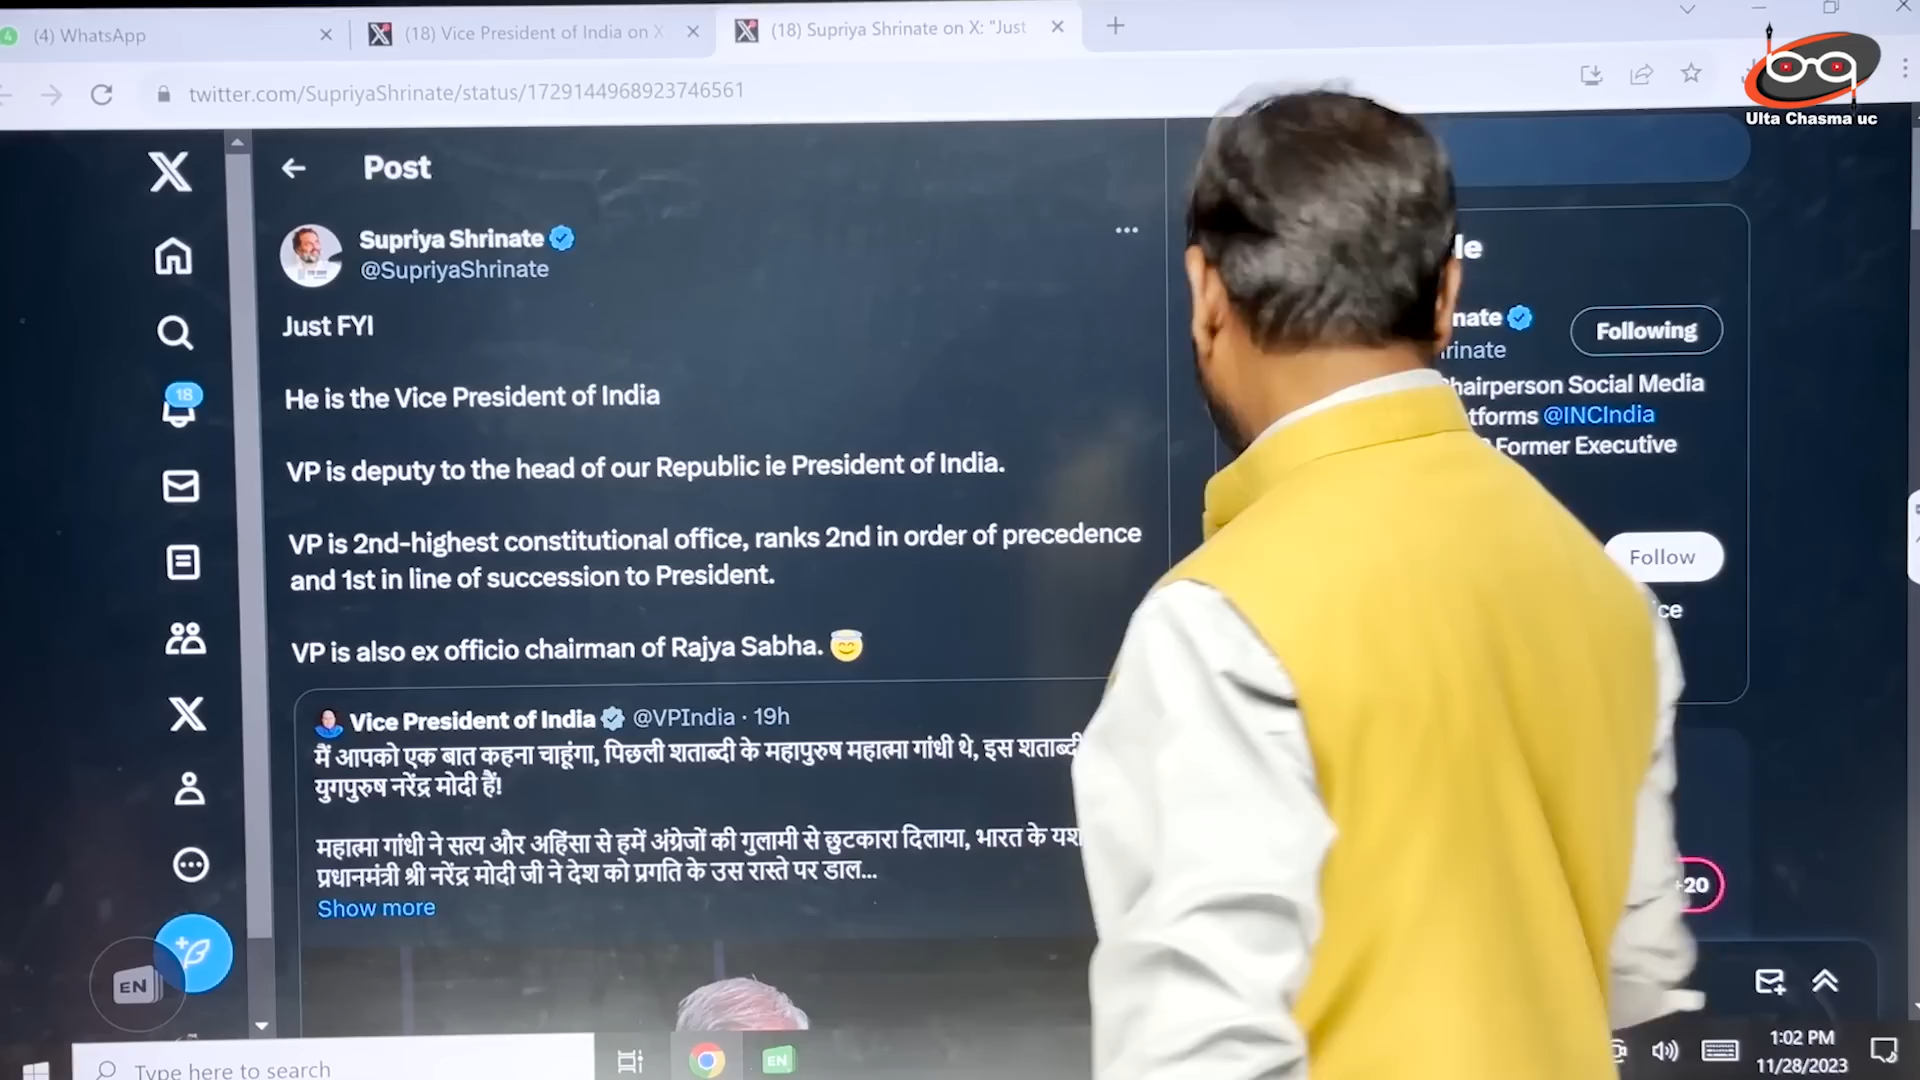 (4) WhatsApp
(18) Vice President of India on X
(18) Supriya Shrinate on X: "Just
twitter.com/SupriyaShrinate/status/1729144968923746561
Ulta Chasma uc
Post
Supriya Shrinate
@SupriyaShrinate
Just FYI
He is the Vice President of India
VP is deputy to the head of our Republic ie President of India.
VP is 2nd-highest constitutional office, ranks 2nd in order of precedence
and 1st in line of succession to President.
VP is also ex officio chairman of Rajya Sabha. 😇
Vice President of India @VPIndia · 19h
मैं आपको एक बात कहना चाहूंगा, पिछली शताब्दी के महापुरुष महात्मा गांधी थे, इस शताब्दी
युगपुरुष नरेंद्र मोदी हैं!
महात्मा गांधी ने सत्य और अहिंसा से हमें अंग्रेजों की गुलामी से छुटकारा दिलाया, भारत के
प्रधानमंत्री श्री नरेंद्र मोदी जी ने देश को प्रगति के उस रास्ते पर डाल...
Show more
18
Following
Social Media
@INCIndia
Former Executive
Follow
+20
EN
Type here to search
EN
1:02 PM
11/28/2023